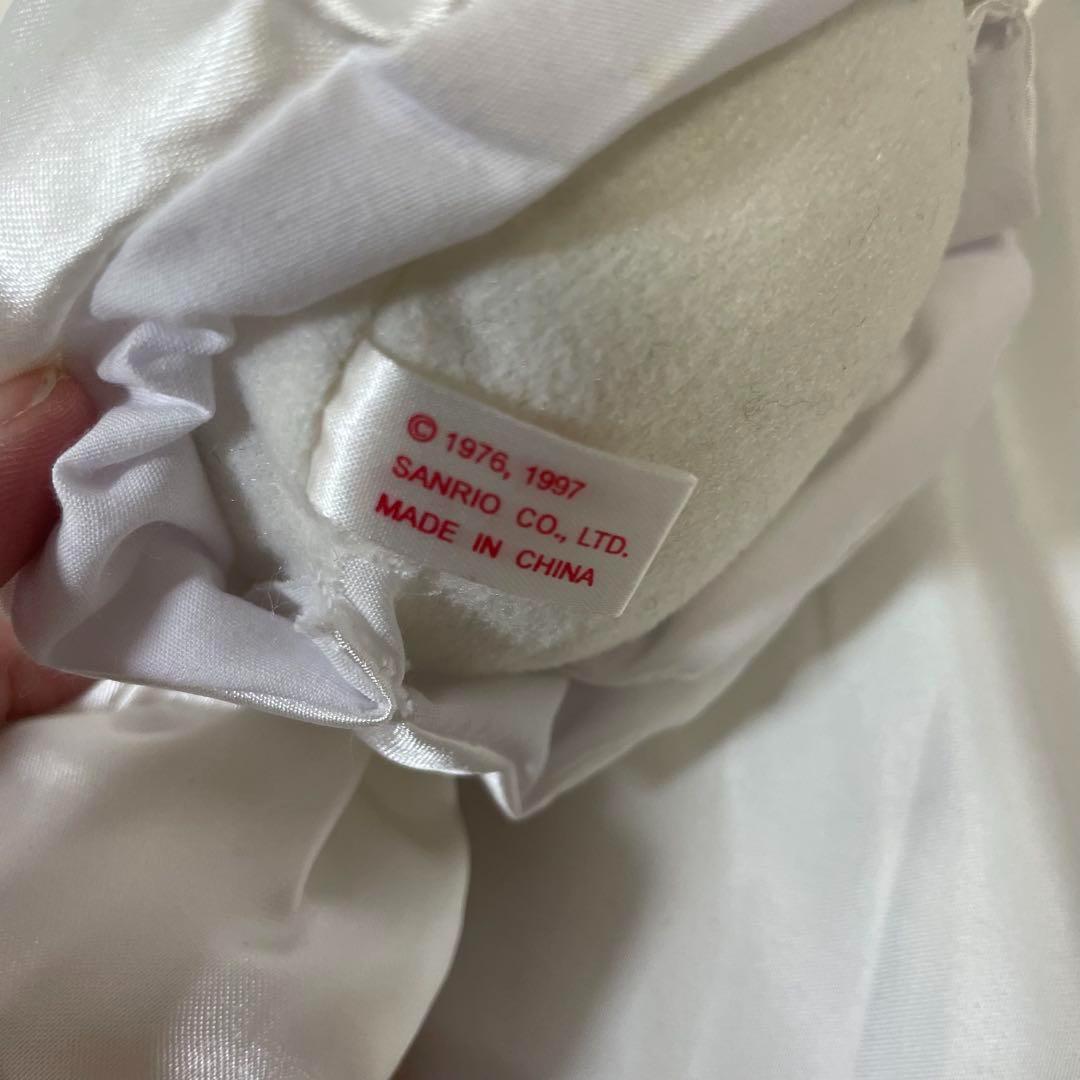 © 1976, 1997
SANRIO CO., LTD.
MADE IN CHINA